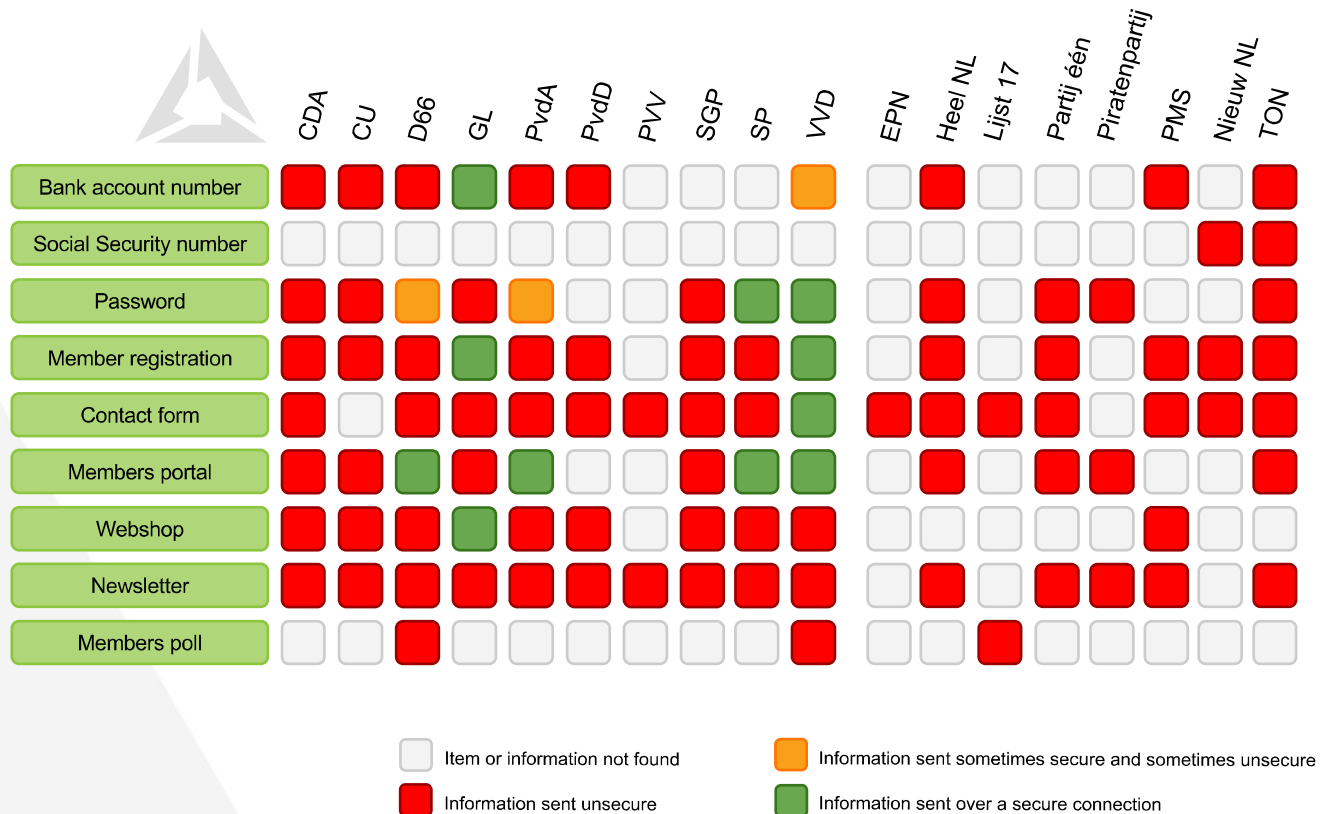 CDA
CU
D66
GL
PvdA
PvdD
PVV
SGP
SP
VVD
EPN
Heel NL
Lijst 17
Partij één
Piratenpartij
PMS
Nieuw NL
TON
Bank account number
Social Security number
Password
Member registration
Contact form
Members portal
Webshop
Newsletter
Members poll
Item or information not found
Information sent sometimes secure and sometimes unsecure
Information sent unsecure
Information sent over a secure connection